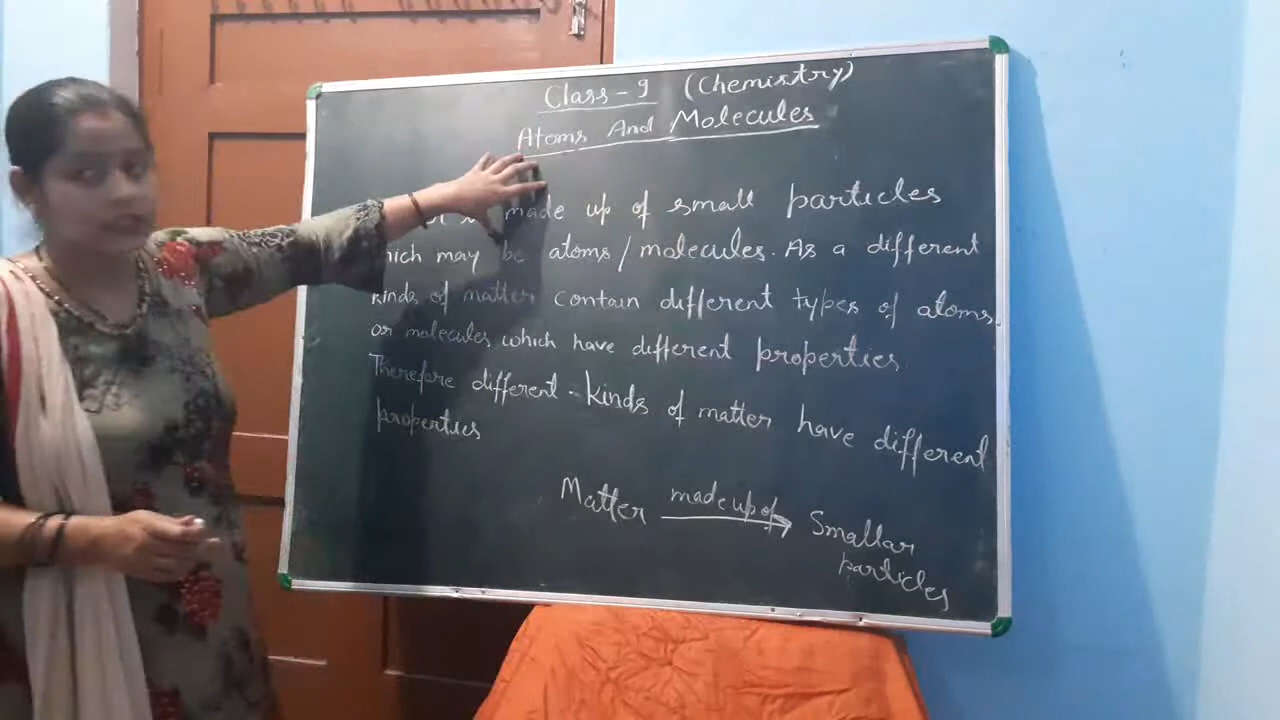 Class - 9 (Chemistry)
Atoms And Molecules
made up of small particles
which may be atoms/molecules. As a different
kinds of matter contain different types of atoms
or molecules which have different properties.
Therefore different - kinds of matter have different
properties
Matter made up of Smallar
particles